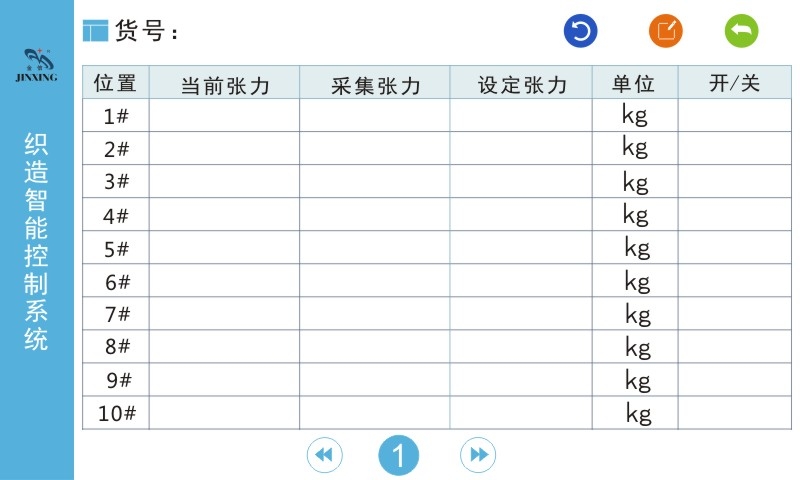 货号：
金信
JINXING
织造智能控制系统
位置 当前张力 采集张力 设定张力 单位 开/关
1# kg
2# kg
3# kg
4# kg
5# kg
6# kg
7# kg
8# kg
9# kg
10# kg
1